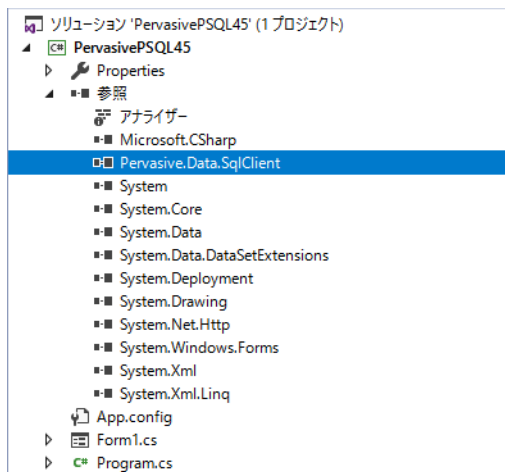 ソリューション 'PervasivePSQL45' (1 プロジェクト)
C# PervasivePSQL45
Properties
参照
アナライザー
Microsoft.CSharp
Pervasive.Data.SqlClient
System
System.Core
System.Data
System.Data.DataSetExtensions
System.Deployment
System.Drawing
System.Net.Http
System.Windows.Forms
System.Xml
System.Xml.Linq
App.config
Form1.cs
C# Program.cs